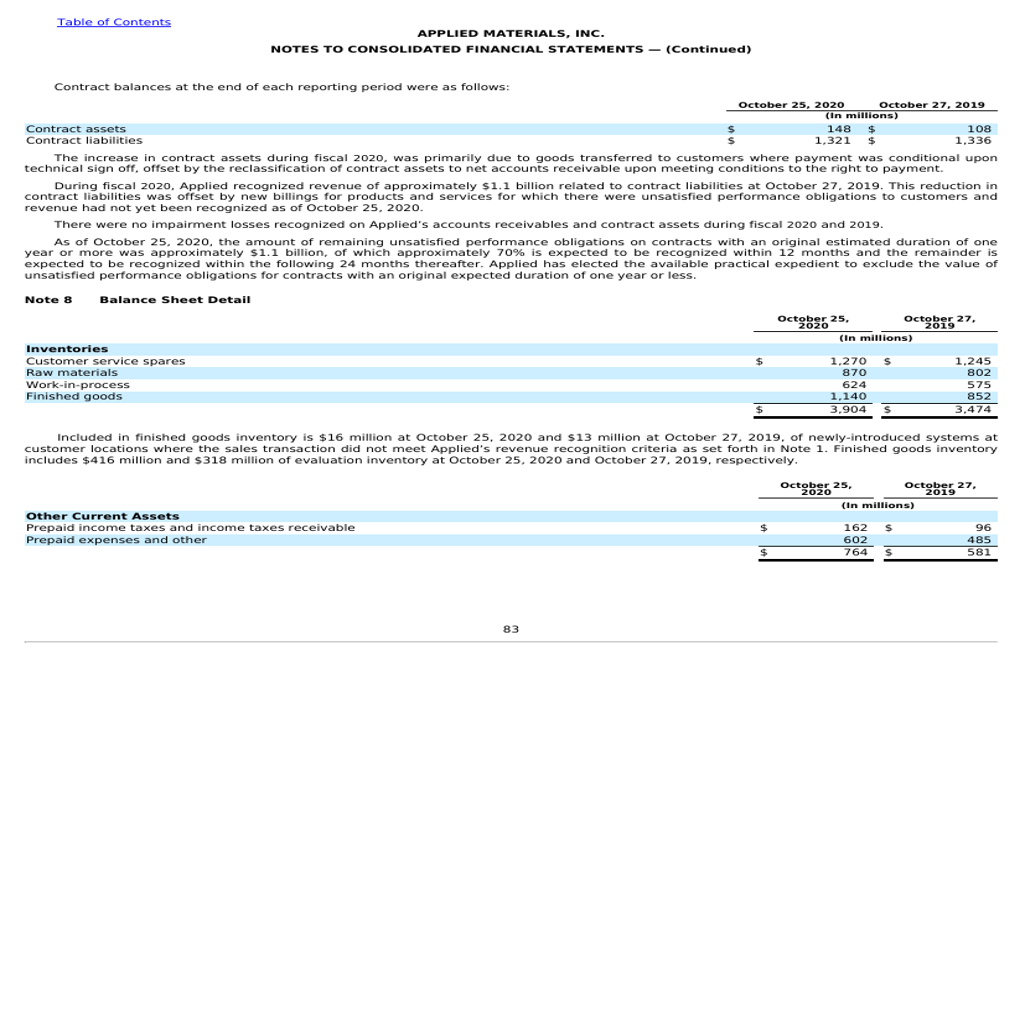 Table of Contents
APPLIED MATERIALS, INC.
NOTES TO CONSOLIDATED FINANCIAL STATEMENTS — (Continued)
Contract balances at the end of each reporting period were as follows:
October 25, 2020 October 27, 2019
(In millions)
Contract assets $ 148 $ 108
Contract liabilities $ 1,321 $ 1,336
The increase in contract assets during fiscal 2020, was primarily due to goods transferred to customers where payment was conditional upon
technical sign off, offset by the reclassification of contract assets to net accounts receivable upon meeting conditions to the right to payment.
During fiscal 2020, Applied recognized revenue of approximately $1.1 billion related to contract liabilities at October 27, 2019. This reduction in
contract liabilities was offset by new billings for products and services for which there were unsatisfied performance obligations to customers and
revenue had not yet been recognized as of October 25, 2020.
There were no impairment losses recognized on Applied’s accounts receivables and contract assets during fiscal 2020 and 2019.
As of October 25, 2020, the amount of remaining unsatisfied performance obligations on contracts with an original estimated duration of one
year or more was approximately $1.1 billion, of which approximately 70% is expected to be recognized within 12 months and the remainder is
expected to be recognized within the following 24 months thereafter. Applied has elected the available practical expedient to exclude the value of
unsatisfied performance obligations for contracts with an original expected duration of one year or less.
Note 8 Balance Sheet Detail
October 25, October 27,
2020 2019
(In millions)
Inventories
Customer service spares $ 1,270 $ 1,245
Raw materials 870 802
Work-in-process 624 575
Finished goods 1,140 852
$ 3,904 $ 3,474
Included in finished goods inventory is $16 million at October 25, 2020 and $13 million at October 27, 2019, of newly-introduced systems at
customer locations where the sales transaction did not meet Applied’s revenue recognition criteria as set forth in Note 1. Finished goods inventory
includes $416 million and $318 million of evaluation inventory at October 25, 2020 and October 27, 2019, respectively.
October 25, October 27,
2020 2019
(In millions)
Other Current Assets
Prepaid income taxes and income taxes receivable $ 162 $ 96
Prepaid expenses and other 602 485
$ 764 $ 581
83